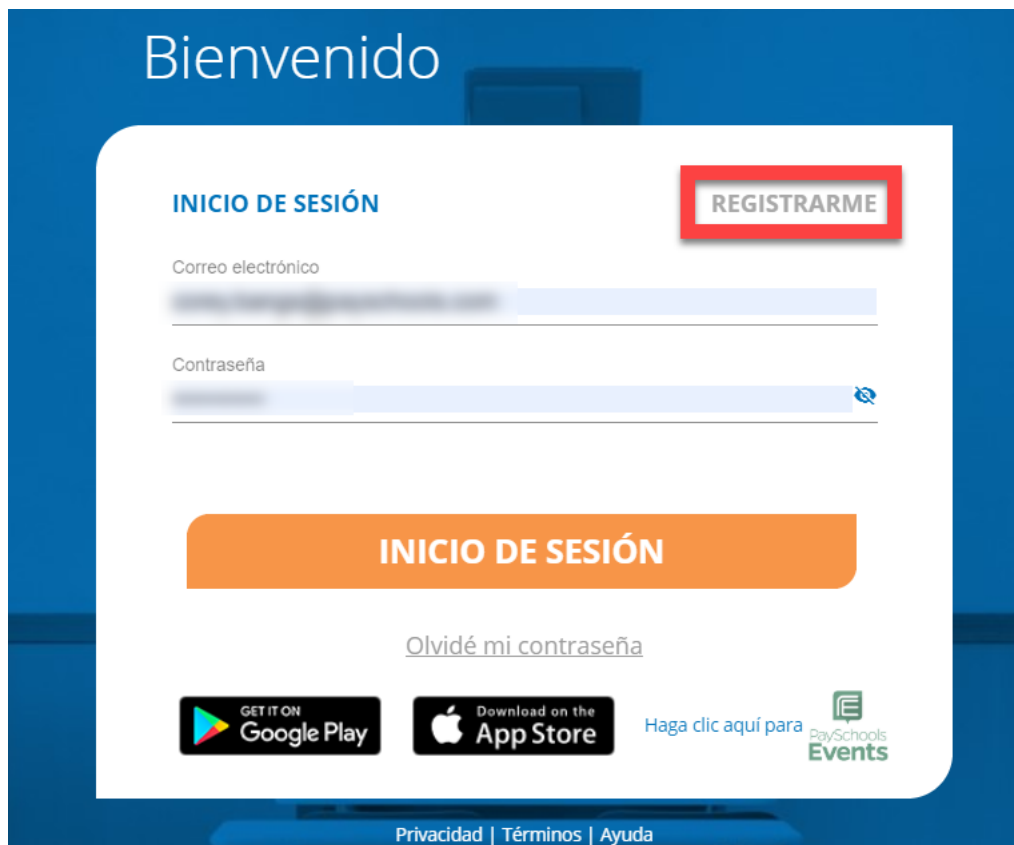 Bienvenido
INICIO DE SESIÓN
REGISTRARME
Correo electrónico
Contraseña
INICIO DE SESIÓN
Olvidé mi contraseña
GET IT ON
Google Play
Download on the
App Store
Haga clic aquí para
PaySchools
Events
Privacidad | Términos | Ayuda